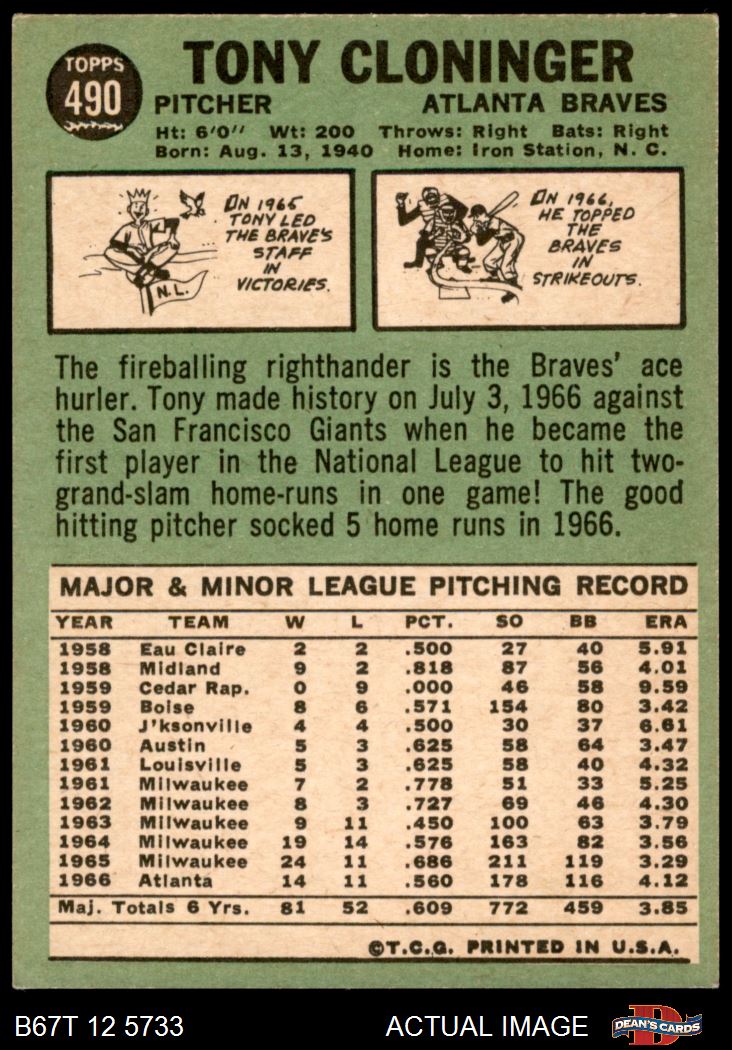 TOPPS
490
TONY CLONINGER
PITCHER ATLANTA BRAVES
Ht: 6'0" Wt: 200 Throws: Right Bats: Right
Born: Aug. 13, 1940 Home: Iron Station, N. C.
ON 1965
TONY LED
THE BRAVE'S
STAFF
IN
VICTORIES.
N.L.
ON 1966,
HE TOPPED
THE
BRAVES
IN
STRIKEOUTS.
The fireballing righthander is the Braves' ace
hurler. Tony made history on July 3, 1966 against
the San Francisco Giants when he became the
first player in the National League to hit two-
grand-slam home-runs in one game! The good
hitting pitcher socked 5 home runs in 1966.
MAJOR & MINOR LEAGUE PITCHING RECORD
YEAR TEAM W L PCT. SO BB ERA
1958 Eau Claire 2 2 .500 27 40 5.91
1958 Midland 9 2 .818 87 56 4.01
1959 Cedar Rap. 0 9 .000 46 58 9.59
1959 Boise 8 6 .571 154 80 3.42
1960 J'ksonville 4 4 .500 30 37 6.61
1960 Austin 5 3 .625 58 64 3.47
1961 Louisville 5 3 .625 58 40 4.32
1961 Milwaukee 7 2 .778 51 33 5.25
1962 Milwaukee 8 3 .727 69 46 4.30
1963 Milwaukee 9 11 .450 100 63 3.79
1964 Milwaukee 19 14 .576 163 82 3.56
1965 Milwaukee 24 11 .686 211 119 3.29
1966 Atlanta 14 11 .560 178 116 4.12
Maj. Totals 6 Yrs. 81 52 .609 772 459 3.85
©T.C.G. PRINTED IN U.S.A.
B67T 12 5733 ACTUAL IMAGE
D
DEAN'S CARDS